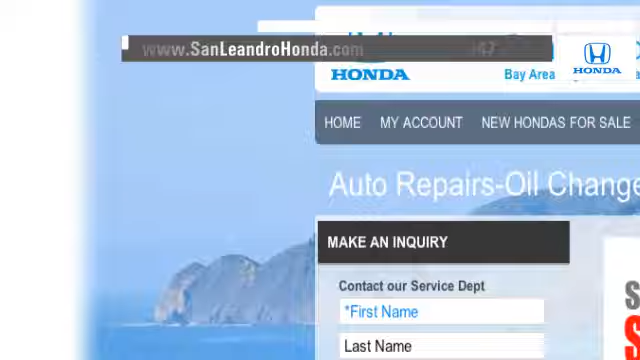 www.SanLeandroHonda.com
HONDA
HONDA
Bay Area
HOME MY ACCOUNT NEW HONDAS FOR SALE
Auto Repairs-Oil Change
MAKE AN INQUIRY
Contact our Service Dept
*First Name
Last Name